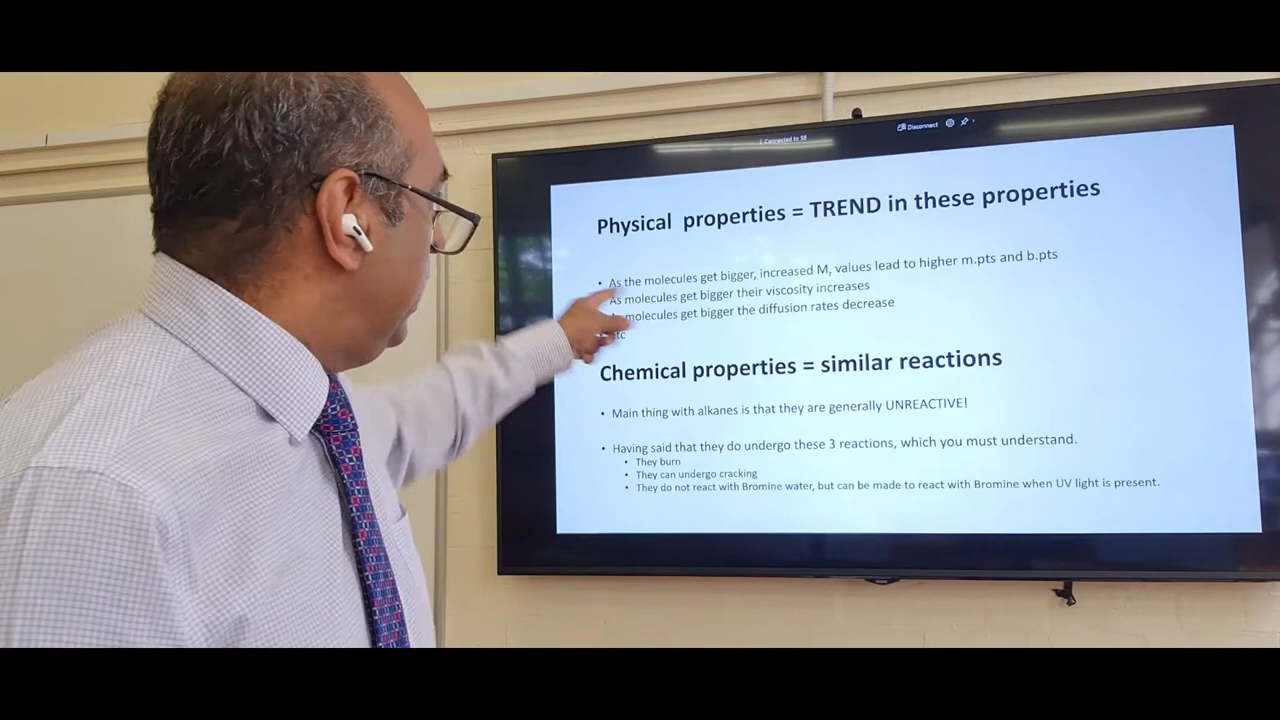 Connected to S8
Disconnect
Physical properties = TREND in these properties
• As the molecules get bigger, increased Mr values lead to higher m.pts and b.pts
As molecules get bigger their viscosity increases
molecules get bigger the diffusion rates decrease
tc
Chemical properties = similar reactions
• Main thing with alkanes is that they are generally UNREACTIVE!
• Having said that they do undergo these 3 reactions, which you must understand.
• They burn
• They can undergo cracking
• They do not react with Bromine water, but can be made to react with Bromine when UV light is present.